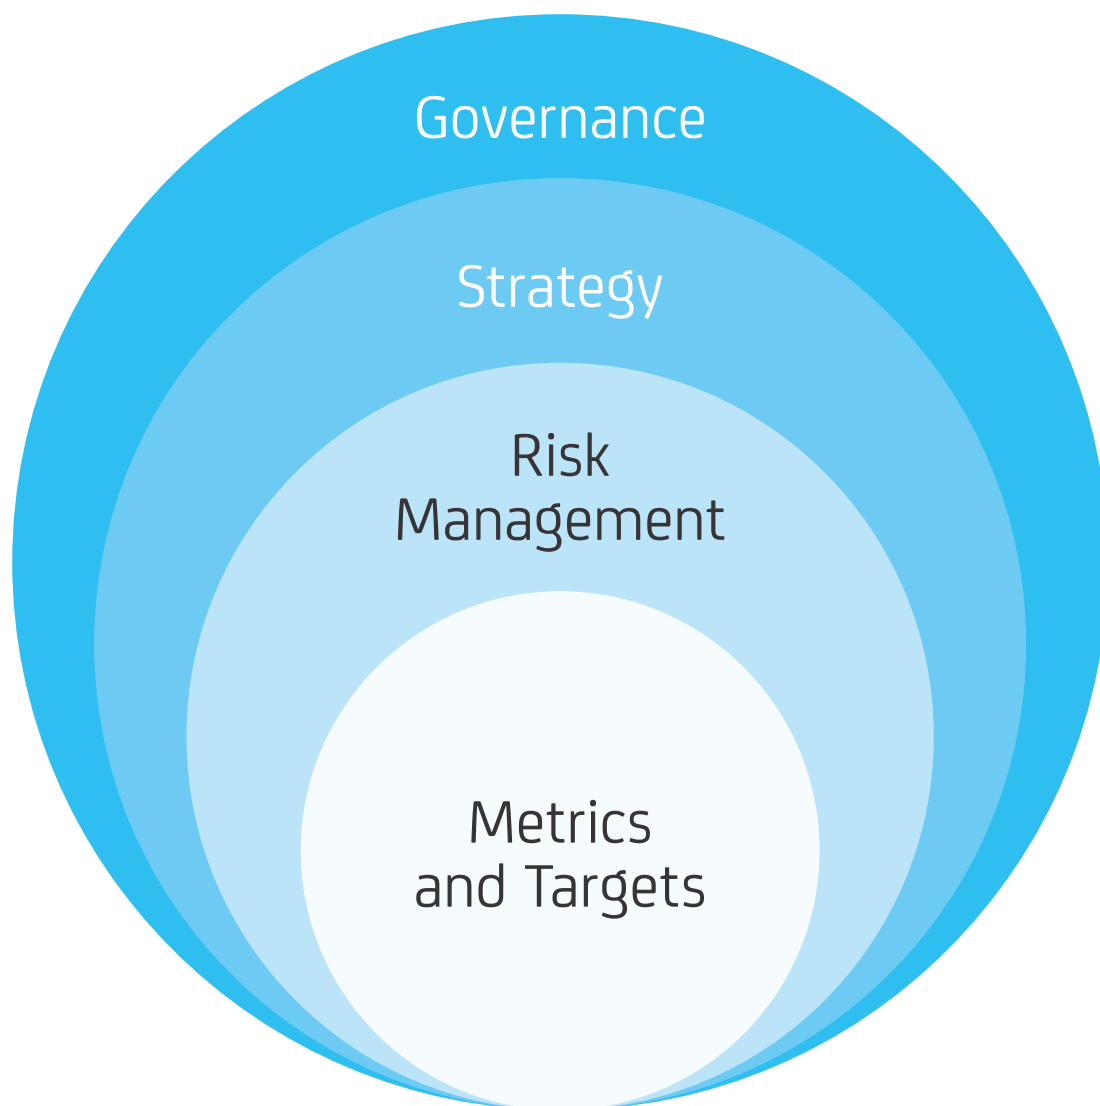 Governance
Strategy
Risk
Management
Metrics
and Targets